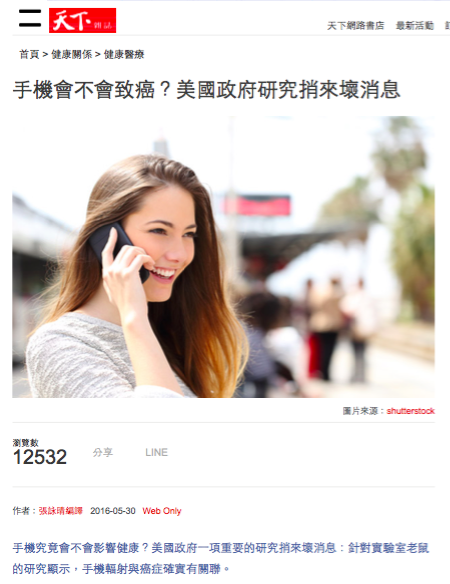 天下雜誌
天下網路書店 最新活動
首頁 > 健康關係 > 健康醫療
手機會不會致癌？美國政府研究捎來壞消息
圖片來源：shutterstock
瀏覽數
12532 分享 LINE
作者：張詠晴編譯 2016-05-30 Web Only
手機究竟會不會影響健康？美國政府一項重要的研究捎來壞消息：針對實驗室老鼠
的研究顯示，手機輻射與癌症確實有關聯。